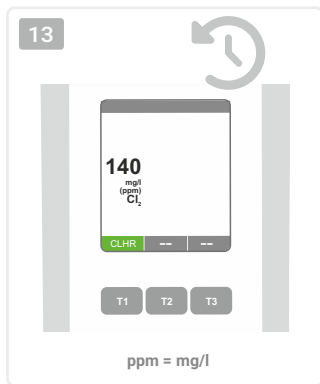 13
140
mg/l
(ppm)
Cl₂
CLHR -- --
T1 T2 T3
ppm = mg/l